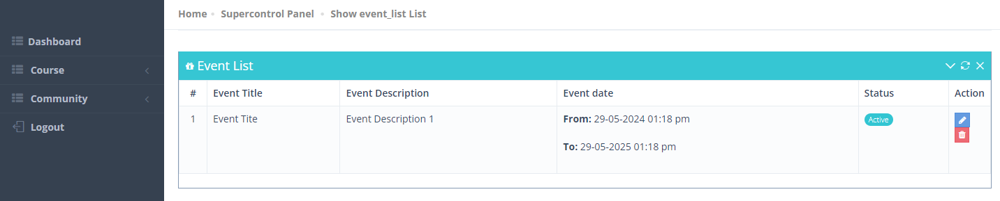 Home • Supercontrol Panel • Show event_list List
Dashboard
Course
Community
Logout
Event List
# Event Title Event Description Event date Status Action
1 Event Tite Event Description 1 From: 29-05-2024 01:18 pm Active
To: 29-05-2025 01:18 pm